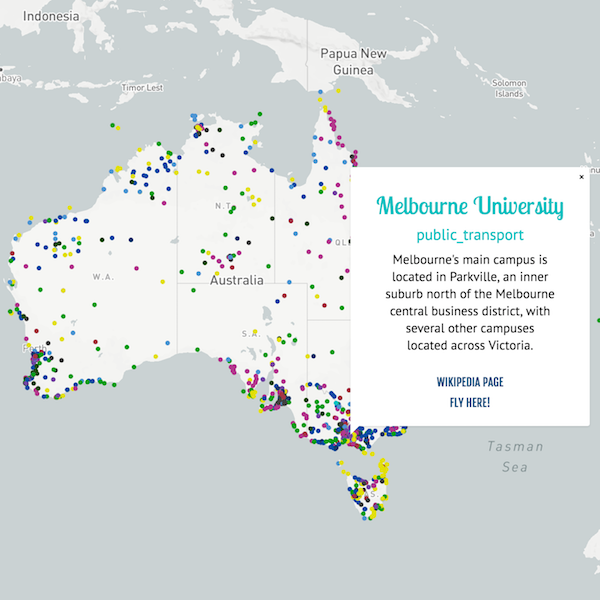 Indonesia
Papua New
Guinea
Solomon
Islands
Timor Lest
×
Melbourne University
public_transport
Melbourne's main campus is
located in Parkville, an inner
suburb north of the Melbourne
central business district, with
several other campuses
located across Victoria.
WIKIPEDIA PAGE
FLY HERE!
N.T.
W.A.
Australia
S.A.
Perth
Tasman
Sea